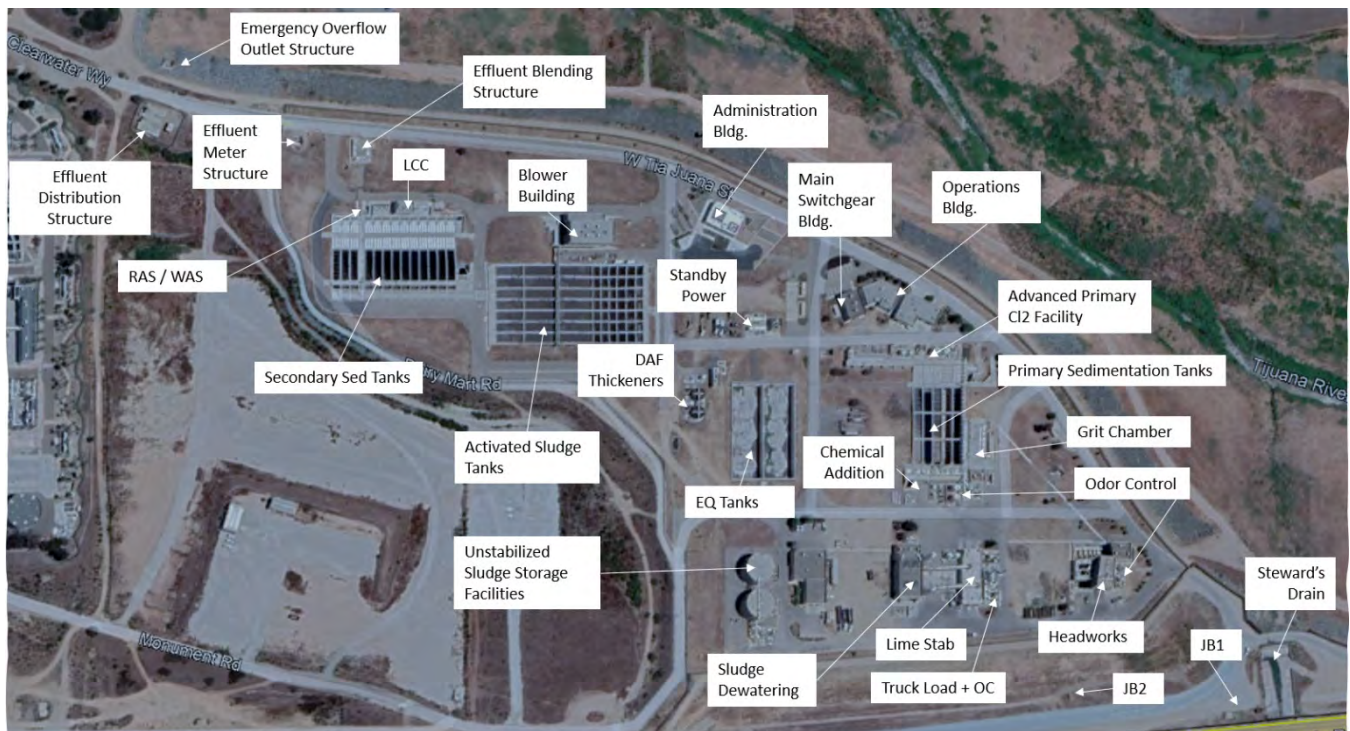 Emergency Overflow
Outlet Structure
Clearwater Wy
Effluent Blending
Structure
Administration
Bldg.
Effluent
Meter
Structure
LCC
W Tia Juana St
Blower
Building
Main
Switchgear
Bldg.
Operations
Bldg.
Effluent
Distribution
Structure
RAS / WAS
Standby
Power
Advanced Primary
Cl2 Facility
Secondary Sed Tanks
Dairy Mart Rd
DAF
Thickeners
Primary Sedimentation Tanks
Tijuana River
Activated Sludge
Tanks
Grit Chamber
Chemical
Addition
Odor Control
EQ Tanks
Unstabilized
Sludge Storage
Facilities
Steward's
Drain
Monument Rd
Lime Stab
Headworks
JB1
Sludge
Dewatering
Truck Load + OC
JB2